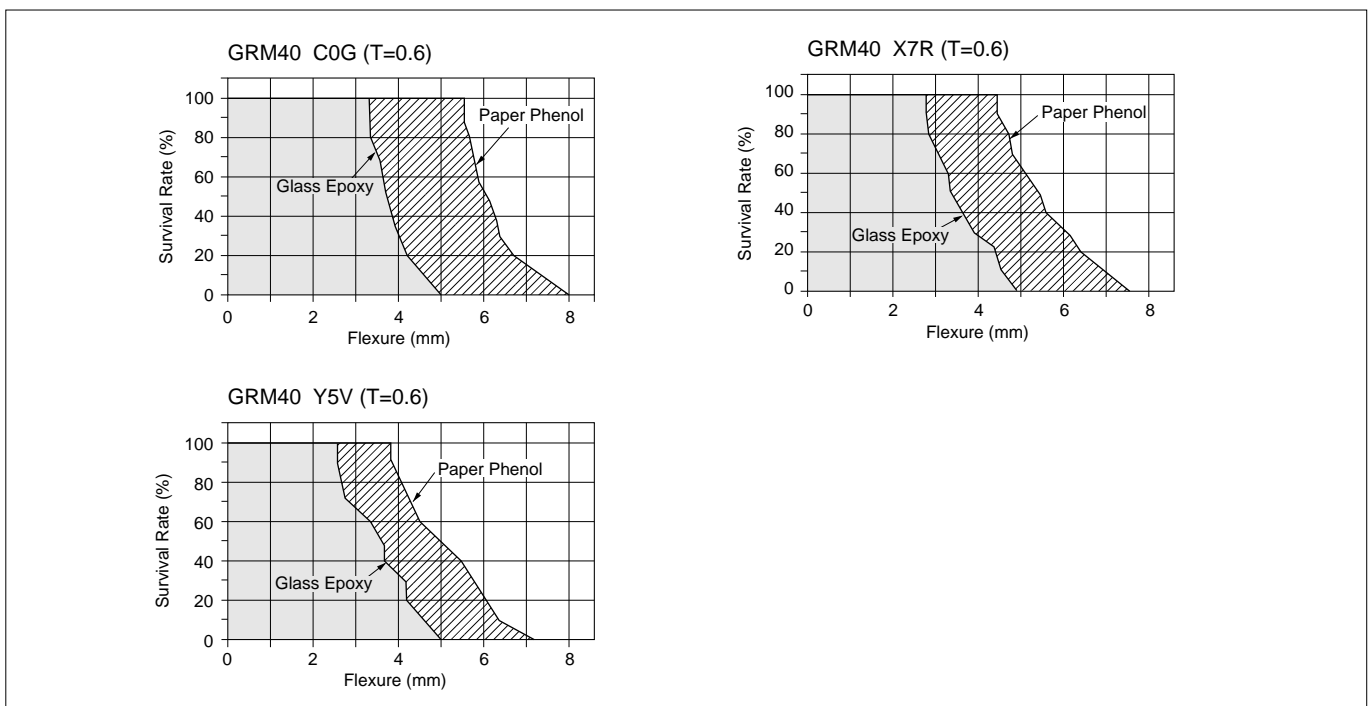 GRM40 C0G (T=0.6)
100
80
60
40
20
0
Survival Rate (%)
Paper Phenol
Glass Epoxy
0 2 4 6 8
Flexure (mm)
GRM40 X7R (T=0.6)
100
80
60
40
20
0
Survival Rate (%)
Paper Phenol
Glass Epoxy
0 2 4 6 8
Flexure (mm)
GRM40 Y5V (T=0.6)
100
80
60
40
20
0
Survival Rate (%)
Paper Phenol
Glass Epoxy
0 2 4 6 8
Flexure (mm)